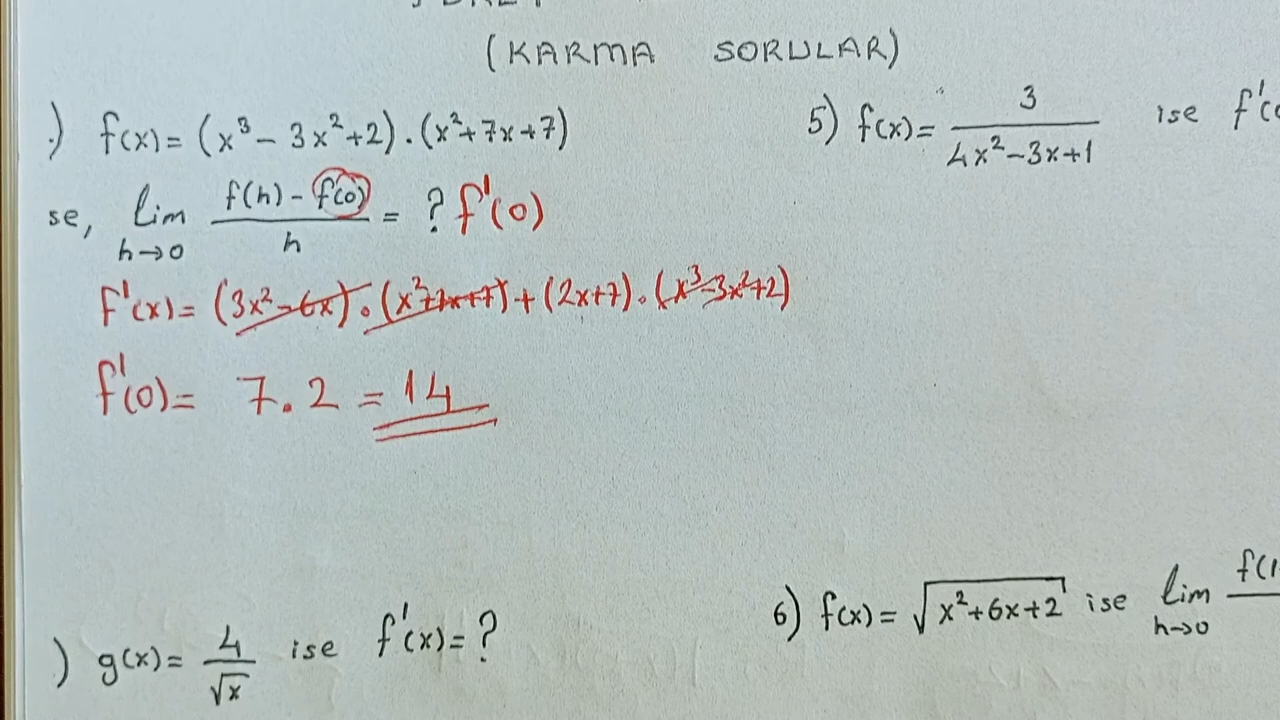 (KARMA SORULAR)
.) f(x)= (x³ - 3x²+2).(x²+7x+7)
se, lim h→0 f(h) - f(0) / h = ? f'(0)
f'(x)= (3x²-6x).(x²+7x+7)+(2x+7).(x³-3x²+2)
f'(0)= 7.2 = 14
) g(x)= 4/√x ise f'(x)=?
5) f(x)= 3 / 4x²-3x+1 ise f'(
6) f(x)= √x²+6x+2 ise lim h→0 f(1